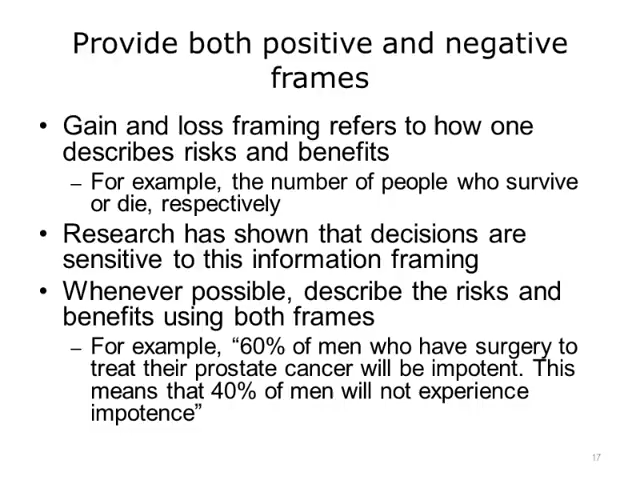 Provide both positive and negative
frames
• Gain and loss framing refers to how one
describes risks and benefits
– For example, the number of people who survive
or die, respectively
• Research has shown that decisions are
sensitive to this information framing
• Whenever possible, describe the risks and
benefits using both frames
– For example, “60% of men who have surgery to
treat their prostate cancer will be impotent. This
means that 40% of men will not experience
impotence”
17